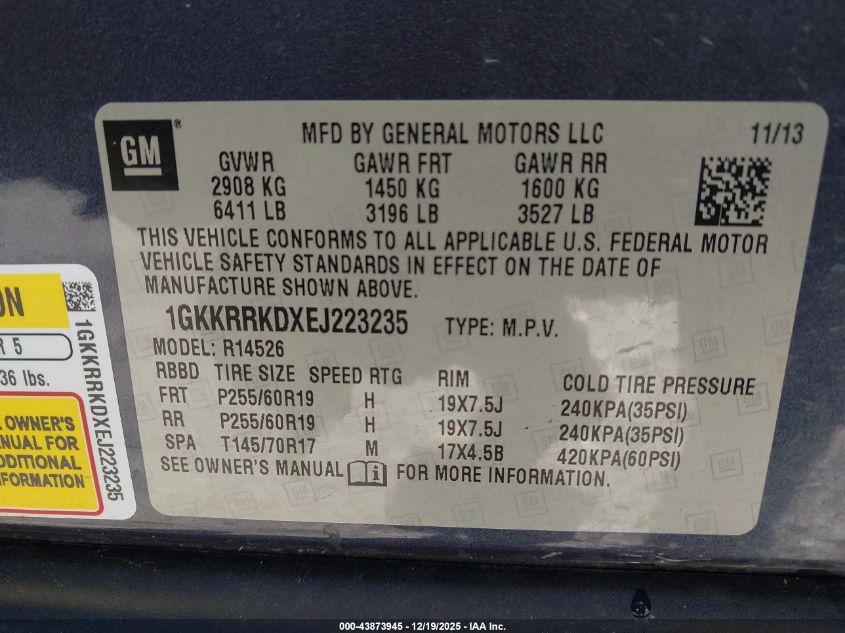 GM
®
MFD BY GENERAL MOTORS LLC 11/13
GVWR GAWR FRT GAWR RR
2908 KG 1450 KG 1600 KG
6411 LB 3196 LB 3527 LB
THIS VEHICLE CONFORMS TO ALL APPLICABLE U.S. FEDERAL MOTOR
VEHICLE SAFETY STANDARDS IN EFFECT ON THE DATE OF
MANUFACTURE SHOWN ABOVE.
1GKKRRKDXEJ223235 TYPE: M.P.V.
MODEL: R14526
RBBD TIRE SIZE SPEED RTG RIM COLD TIRE PRESSURE
FRT P255/60R19 H 19X7.5J 240KPA(35PSI)
RR P255/60R19 H 19X7.5J 240KPA(35PSI)
SPA T145/70R17 M 17X4.5B 420KPA(60PSI)
SEE OWNER'S MANUAL FOR MORE INFORMATION.
ON
R 5
36 lbs.
OWNER'S
NUAL FOR
DDITIONAL
FORMATION
1GKKRRKDXEJ223235
000-43873945 - 12/19/2025 - IAA Inc.